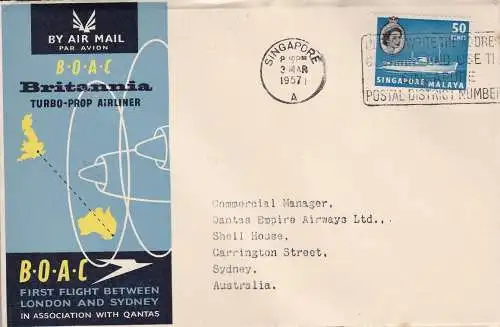 BY AIR MAIL
PAR AVION
B·O·A·C
Britannia
TURBO-PROP AIRLINER
B·O·A·C
FIRST FLIGHT BETWEEN
LONDON AND SYDNEY
IN ASSOCIATION WITH QANTAS
SINGAPORE
PM
3 MAR
1957
A
50
CENTS
SINGAPORE MALAYA
POSTAL DISTRICT NUMBER
Commercial Manager,
Qantas Empire Airways Ltd.,
Shell House,
Carrington Street,
Sydney.
Australia.